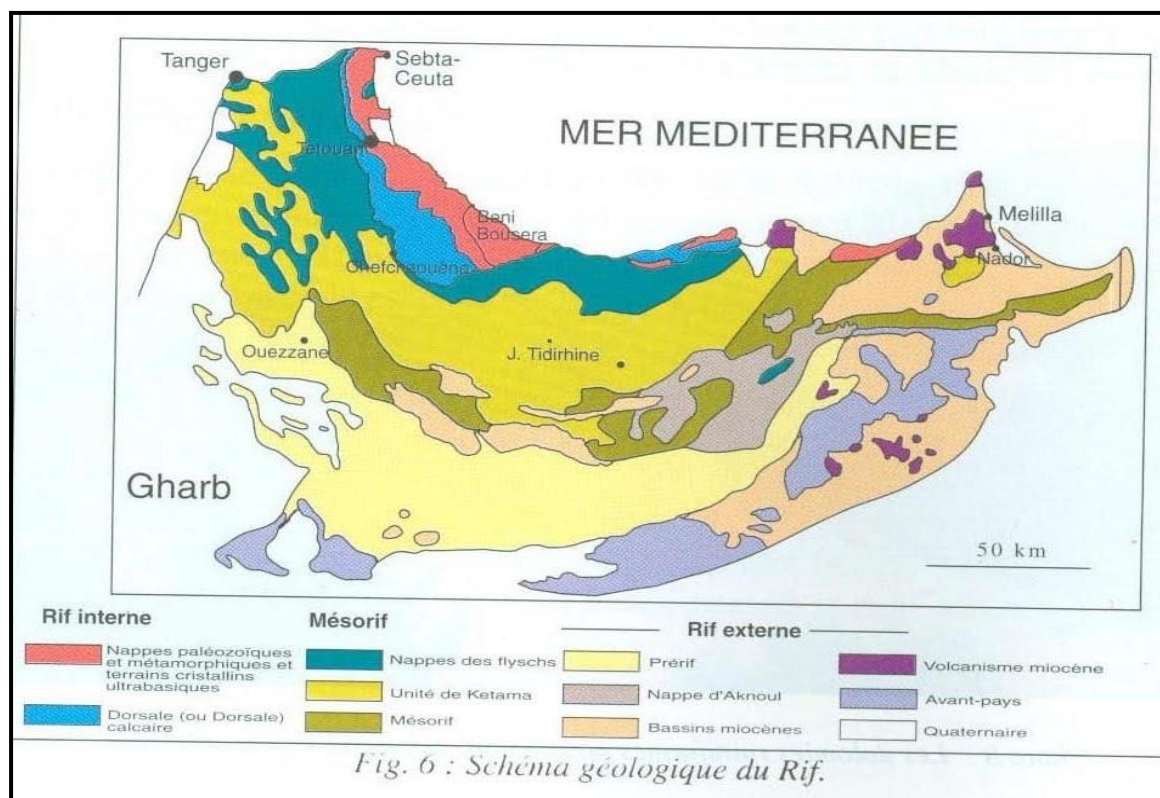 Tanger
Sebta-
Ceuta
MER MEDITERRANEE
Tetouan
Beni
Bousera
Chefchaouène
Melilla
Nador
Ouezzane
J. Tidirhine
Gharb
50 km
Rif interne
Nappes paléozoïques
et métamorphiques et
terrains cristallins
ultrabasiques
Dorsale (ou Dorsale)
calcaire
Mésorif
Nappes des flyschs
Unité de Ketama
Mésorif
Rif externe
Prérif
Nappe d'Aknoul
Bassins miocènes
Volcanisme miocène
Avant-pays
Quaternaire
Fig. 6 : Schéma géologique du Rif.